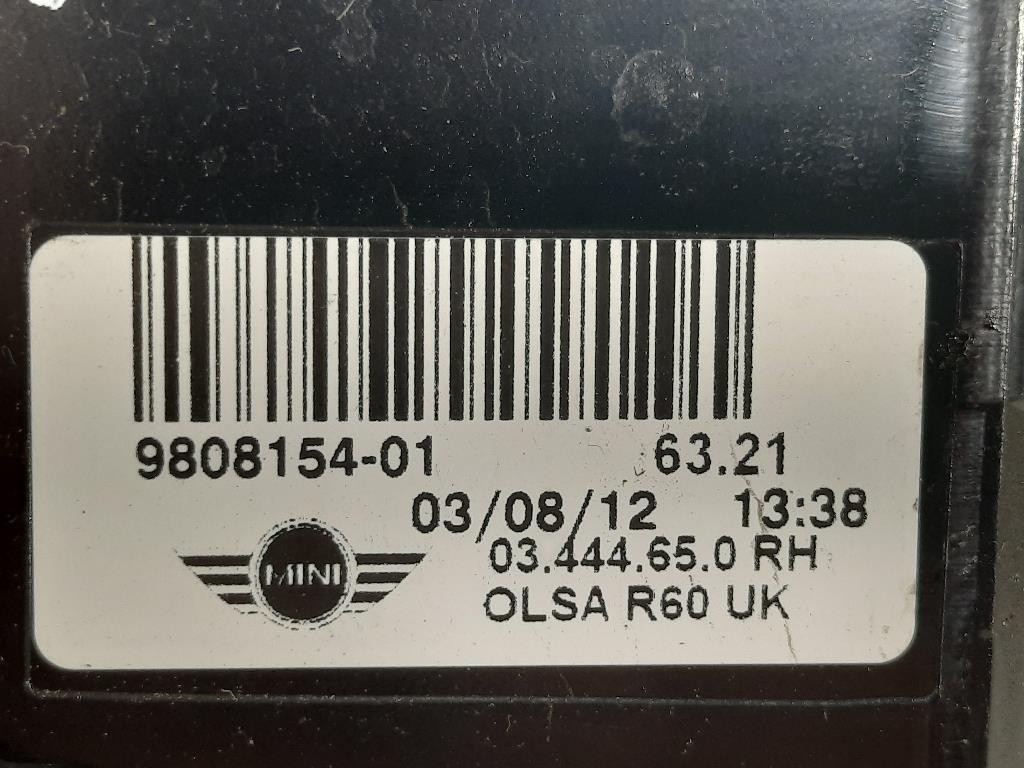 9808154-01 63.21
03/08/12 13:38
03.444.65.0 RH
MINI
OLSA R60 UK